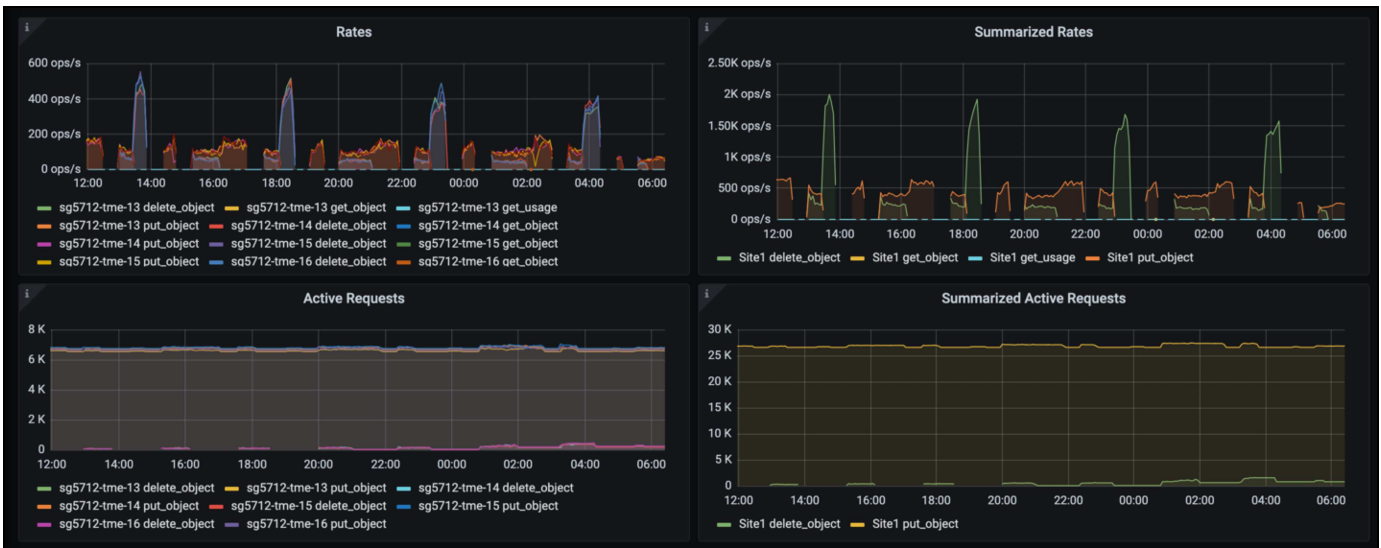 i
Rates
600 ops/s
400 ops/s
200 ops/s
0 ops/s
12:00 14:00 16:00 18:00 20:00 22:00 00:00 02:00 04:00 06:00
sg5712-tme-13 delete_object sg5712-tme-13 get_object sg5712-tme-13 get_usage
sg5712-tme-13 put_object sg5712-tme-14 delete_object sg5712-tme-14 get_object
sg5712-tme-14 put_object sg5712-tme-15 delete_object sg5712-tme-15 get_object
sg5712-tme-15 put_object sg5712-tme-16 delete_object sg5712-tme-16 get_object
i
Summarized Rates
2.50K ops/s
2K ops/s
1.50K ops/s
1K ops/s
500 ops/s
0 ops/s
12:00 14:00 16:00 18:00 20:00 22:00 00:00 02:00 04:00 06:00
Site1 delete_object Site1 get_object Site1 get_usage Site1 put_object
i
Active Requests
8 K
6 K
4 K
2 K
0
12:00 14:00 16:00 18:00 20:00 22:00 00:00 02:00 04:00 06:00
sg5712-tme-13 delete_object sg5712-tme-13 put_object sg5712-tme-14 delete_object
sg5712-tme-14 put_object sg5712-tme-15 delete_object sg5712-tme-15 put_object
sg5712-tme-16 delete_object sg5712-tme-16 put_object
i
Summarized Active Requests
30 K
25 K
20 K
15 K
10 K
5 K
0
12:00 14:00 16:00 18:00 20:00 22:00 00:00 02:00 04:00 06:00
Site1 delete_object Site1 put_object